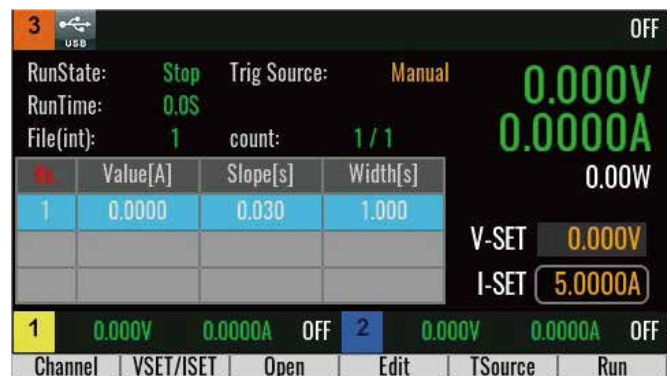 3 USB OFF
RunState: Stop Trig Source: Manual
RunTime: 0.0S
File(int): 1 count: 1 / 1
0.000V
0.0000A
0.00W
No. Value[A] Slope[s] Width[s]
1 0.0000 0.030 1.000
V-SET 0.000V
I-SET 5.0000A
1 0.000V 0.0000A OFF 2 0.000V 0.0000A OFF
Channel VSET/ISET Open Edit TSource Run